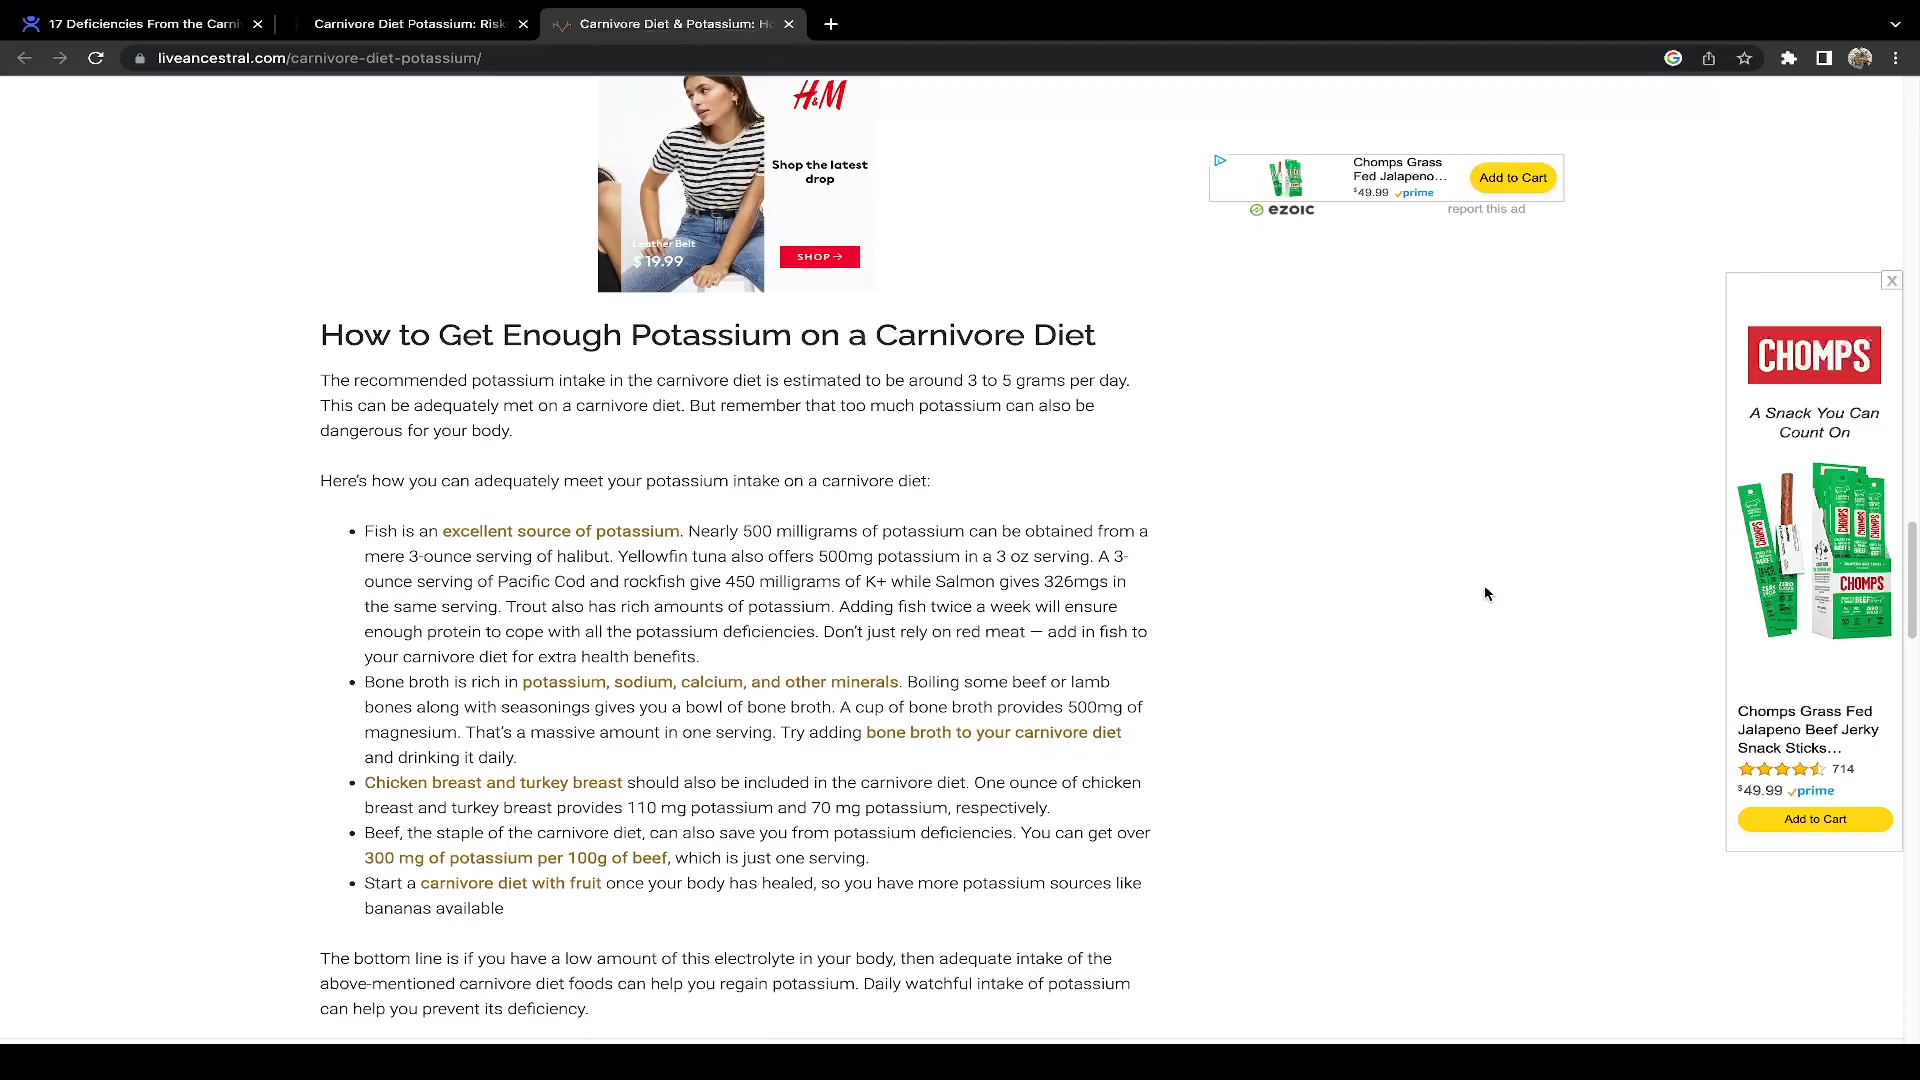 17 Deficiencies From the Carni
Carnivore Diet Potassium: Risk
Carnivore Diet & Potassium: Ho
liveancestral.com/carnivore-diet-potassium/
H&M
Shop the latest
drop
Leather Belt
$19.99
SHOP→
Chomps Grass
Fed Jalapeno...
$49.99 prime
Add to Cart
ezoic
report this ad
How to Get Enough Potassium on a Carnivore Diet
The recommended potassium intake in the carnivore diet is estimated to be around 3 to 5 grams per day.
This can be adequately met on a carnivore diet. But remember that too much potassium can also be
dangerous for your body.
Here’s how you can adequately meet your potassium intake on a carnivore diet:
• Fish is an excellent source of potassium. Nearly 500 milligrams of potassium can be obtained from a
mere 3-ounce serving of halibut. Yellowfin tuna also offers 500mg potassium in a 3 oz serving. A 3-
ounce serving of Pacific Cod and rockfish give 450 milligrams of K+ while Salmon gives 326mgs in
the same serving. Trout also has rich amounts of potassium. Adding fish twice a week will ensure
enough protein to cope with all the potassium deficiencies. Don’t just rely on red meat — add in fish to
your carnivore diet for extra health benefits.
• Bone broth is rich in potassium, sodium, calcium, and other minerals. Boiling some beef or lamb
bones along with seasonings gives you a bowl of bone broth. A cup of bone broth provides 500mg of
magnesium. That’s a massive amount in one serving. Try adding bone broth to your carnivore diet
and drinking it daily.
• Chicken breast and turkey breast should also be included in the carnivore diet. One ounce of chicken
breast and turkey breast provides 110 mg potassium and 70 mg potassium, respectively.
• Beef, the staple of the carnivore diet, can also save you from potassium deficiencies. You can get over
300 mg of potassium per 100g of beef, which is just one serving.
• Start a carnivore diet with fruit once your body has healed, so you have more potassium sources like
bananas available
The bottom line is if you have a low amount of this electrolyte in your body, then adequate intake of the
above-mentioned carnivore diet foods can help you regain potassium. Daily watchful intake of potassium
can help you prevent its deficiency.
X
CHOMPS
A Snack You Can
Count On
CHOMPS
Chomps Grass Fed
Jalapeno Beef Jerky
Snack Sticks...
714
$49.99 prime
Add to Cart